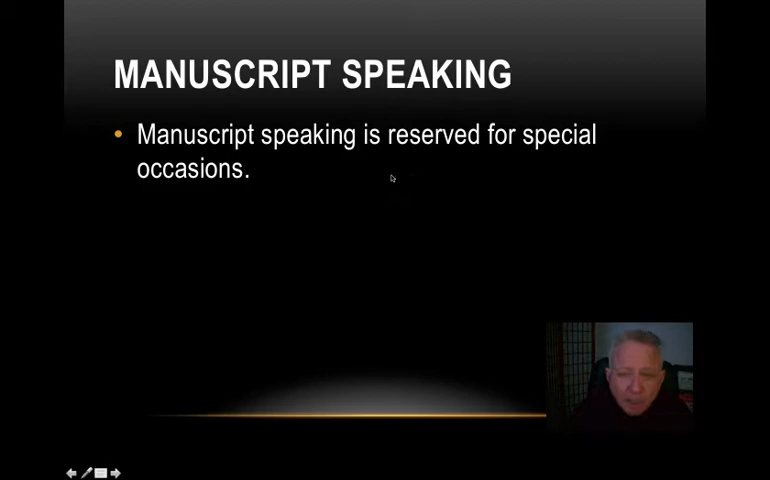 MANUSCRIPT SPEAKING
Manuscript speaking is reserved for special
occasions.